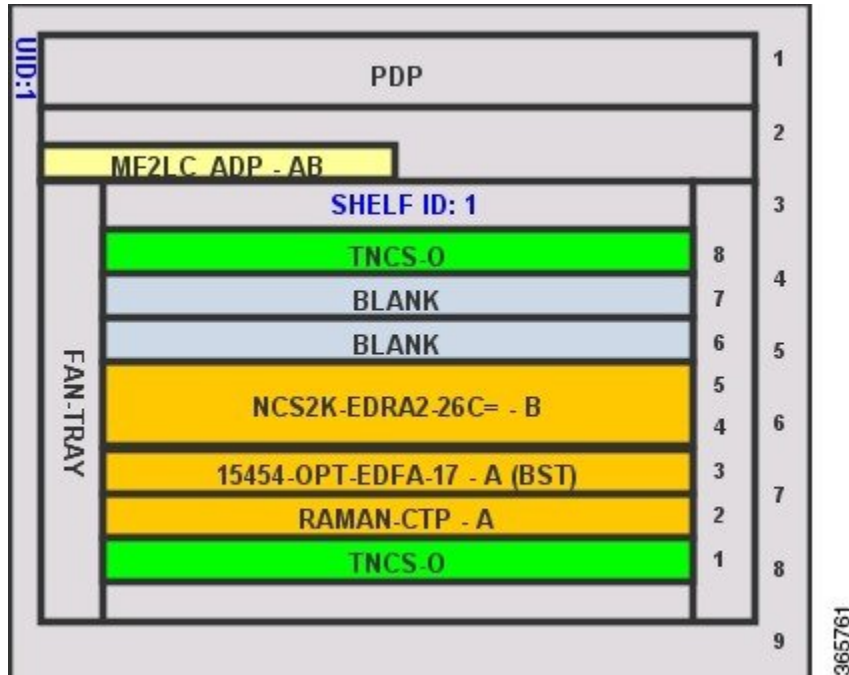 UID:1
PDP
1
2
MF2LC ADP - AB
SHELF ID: 1
3
TNCS-O
8
4
BLANK
7
BLANK
6
5
FAN-TRAY
NCS2K-EDRA2-26C= - B
5
4
6
15454-OPT-EDFA-17 - A (BST)
3
7
RAMAN-CTP - A
2
TNCS-O
1
8
9
365761